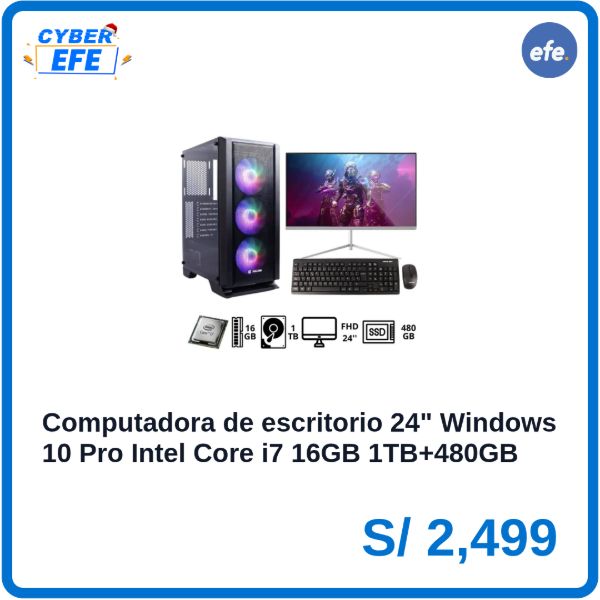 CYBER
EFE
efe.
16
GB
1
TB
FHD
24''
SSD
480
GB
Computadora de escritorio 24" Windows
10 Pro Intel Core i7 16GB 1TB+480GB
S/ 2,499